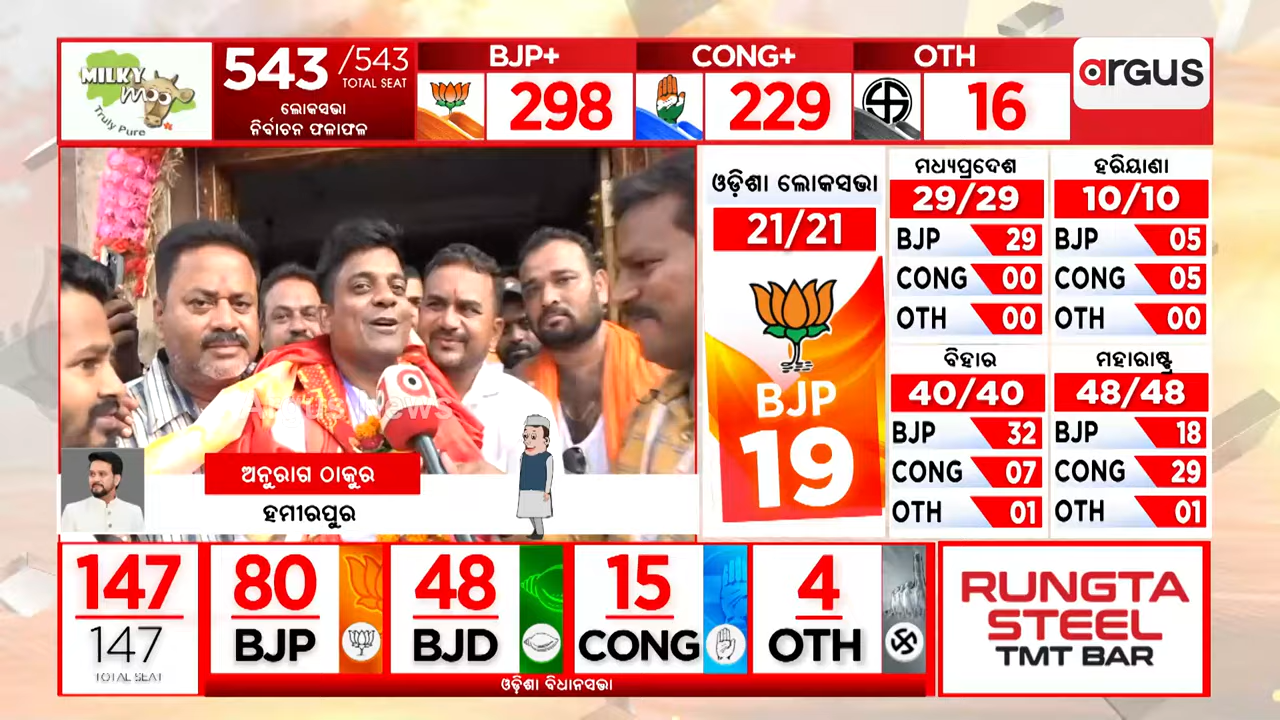 MILKY
moo
Truly Pure
543 /543
TOTAL SEAT
ଲୋକସଭା
ନିର୍ବାଚନ ଫଳାଫଳ
BJP+
298
CONG+
229
OTH
16
argus
Argus News
ଅନୁରାଗ ଠାକୁର
ହମୀରପୁର
ଓଡ଼ିଶା ଲୋକସଭା
21/21
BJP
19
ମଧ୍ୟପ୍ରଦେଶ
29/29
BJP 29
CONG 00
OTH 00
ହରିୟାଣା
10/10
BJP 05
CONG 05
OTH 00
ବିହାର
40/40
BJP 32
CONG 07
OTH 01
ମହାରାଷ୍ଟ୍ର
48/48
BJP 18
CONG 29
OTH 01
147
147
TOTAL SEAT
80
BJP
48
BJD
15
CONG
4
OTH
ଓଡ଼ିଶା ବିଧାନସଭା
RUNGTA
STEEL
TMT BAR